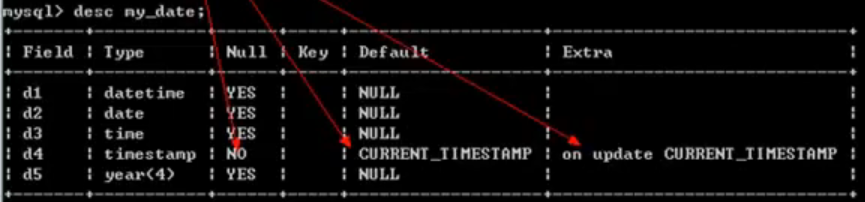 mysql> desc my_date;
| Field | Type | Null | Key | Default | Extra |
| d1 | datetime | YES | | NULL | |
| d2 | date | YES | | NULL | |
| d3 | time | YES | | NULL | |
| d4 | timestamp | NO | | CURRENT_TIMESTAMP | on update CURRENT_TIMESTAMP |
| d5 | year(4) | YES | | NULL | |